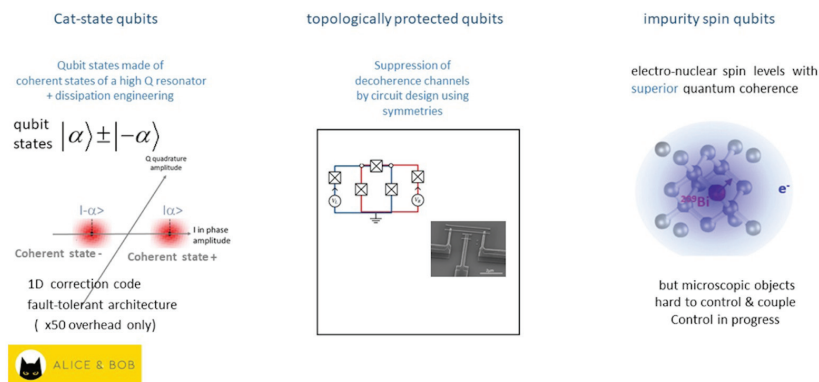 Cat-state qubits
Qubit states made of
coherent states of a high Q resonator
+ dissipation engineering
qubit
states |α⟩±|−α⟩
Q quadrature
amplitude
|-α>
|α>
I in phase
amplitude
Coherent state -
Coherent state +
1D correction code
fault-tolerant architecture
( x50 overhead only)
ALICE & BOB
topologically protected qubits
Suppression of
decoherence channels
by circuit design using
symmetries
impurity spin qubits
electro-nuclear spin levels with
superior quantum coherence
e-
209Bi
but microscopic objects
hard to control & couple
Control in progress